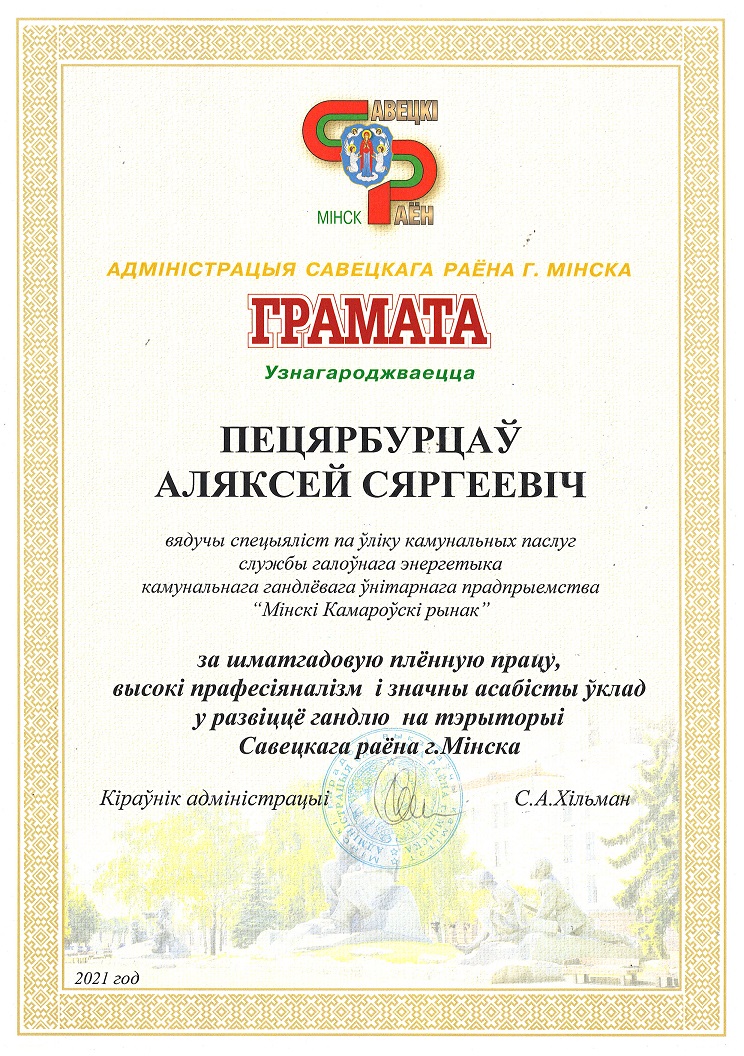 САВЕЦКІ
МІНСК РАЁН
АДМІНІСТРАЦЫЯ САВЕЦКАГА РАЁНА Г. МІНСКА
ГРАМАТА
Узнагароджваецца
ПЕЦЯРБУРЦАЎ
АЛЯКСЕЙ СЯРГЕЕВІЧ
вядучы спецыяліст па ўліку камунальных паслуг
службы галоўнага энергетыка
камунальнага гандлёвага ўнітарнага прадпрыемства
“Мінскі Камароўскі рынак”
за шматгадовую плённую працу,
высокі прафесіяналізм і значны асабісты ўклад
у развіццё гандлю на тэрыторыі
Савецкага раёна г.Мінска
Кіраўнік адміністрацыі С.А.Хільман
2021 год